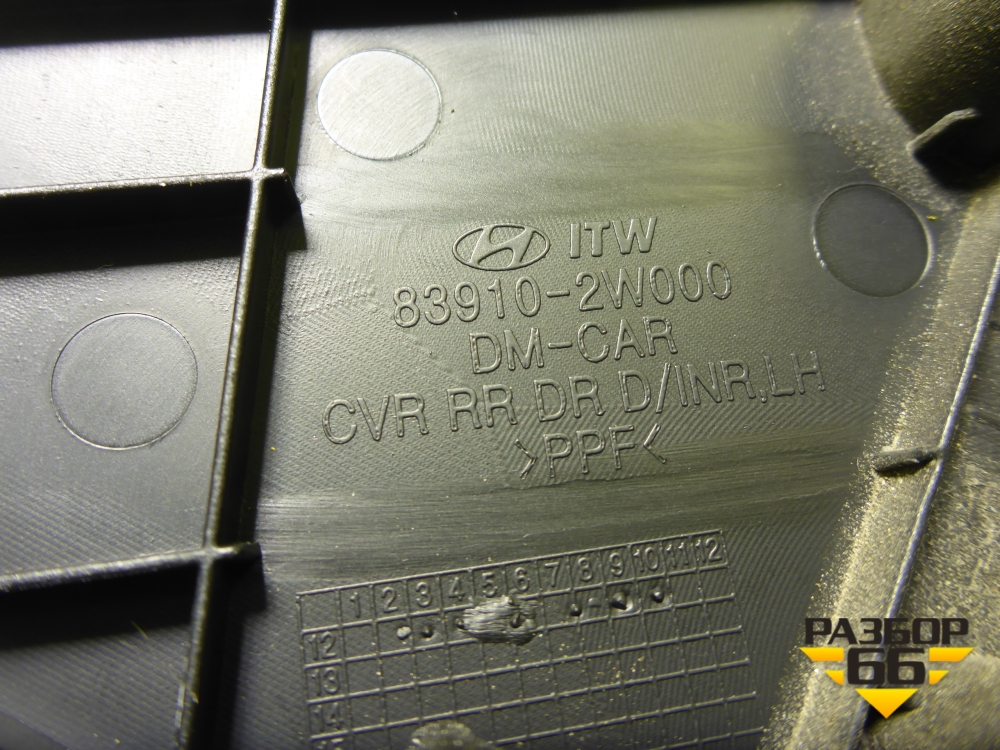 ITW
83910-2W000
DM-CAR
CVR RR DR D/INR,LH
>PPF<
1 2 3 4 5 6 7 8 9 10 11 12
12
13
14
РАЗБОР
66